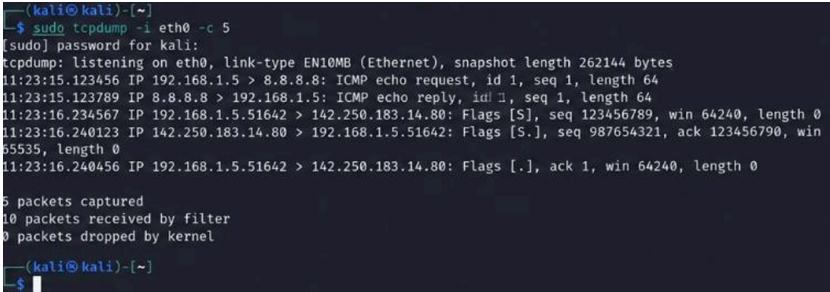 (kali㉿kali)-[~]
$ sudo tcpdump -i eth0 -c 5
[sudo] password for kali:
tcpdump: listening on eth0, link-type EN10MB (Ethernet), snapshot length 262144 bytes
11:23:15.123456 IP 192.168.1.5 > 8.8.8.8: ICMP echo request, id 1, seq 1, length 64
11:23:15.123789 IP 8.8.8.8 > 192.168.1.5: ICMP echo reply, seq 1, length 64
11:23:16.234567 IP 192.168.1.5.51642 > 142.250.183.14.80: Flags [S], seq 123456789, win 64240, length 0
11:23:16.240123 IP 142.250.183.14.80 > 192.168.1.5.51642: Flags [S.], seq 987654321, ack 123456790, win
65535, length 0
11:23:16.240456 IP 192.168.1.5.51642 > 142.250.183.14.80: Flags [.], ack 1, win 64240, length 0
5 packets captured
10 packets received by filter
0 packets dropped by kernel
(kali㉿kali)-[~]
$